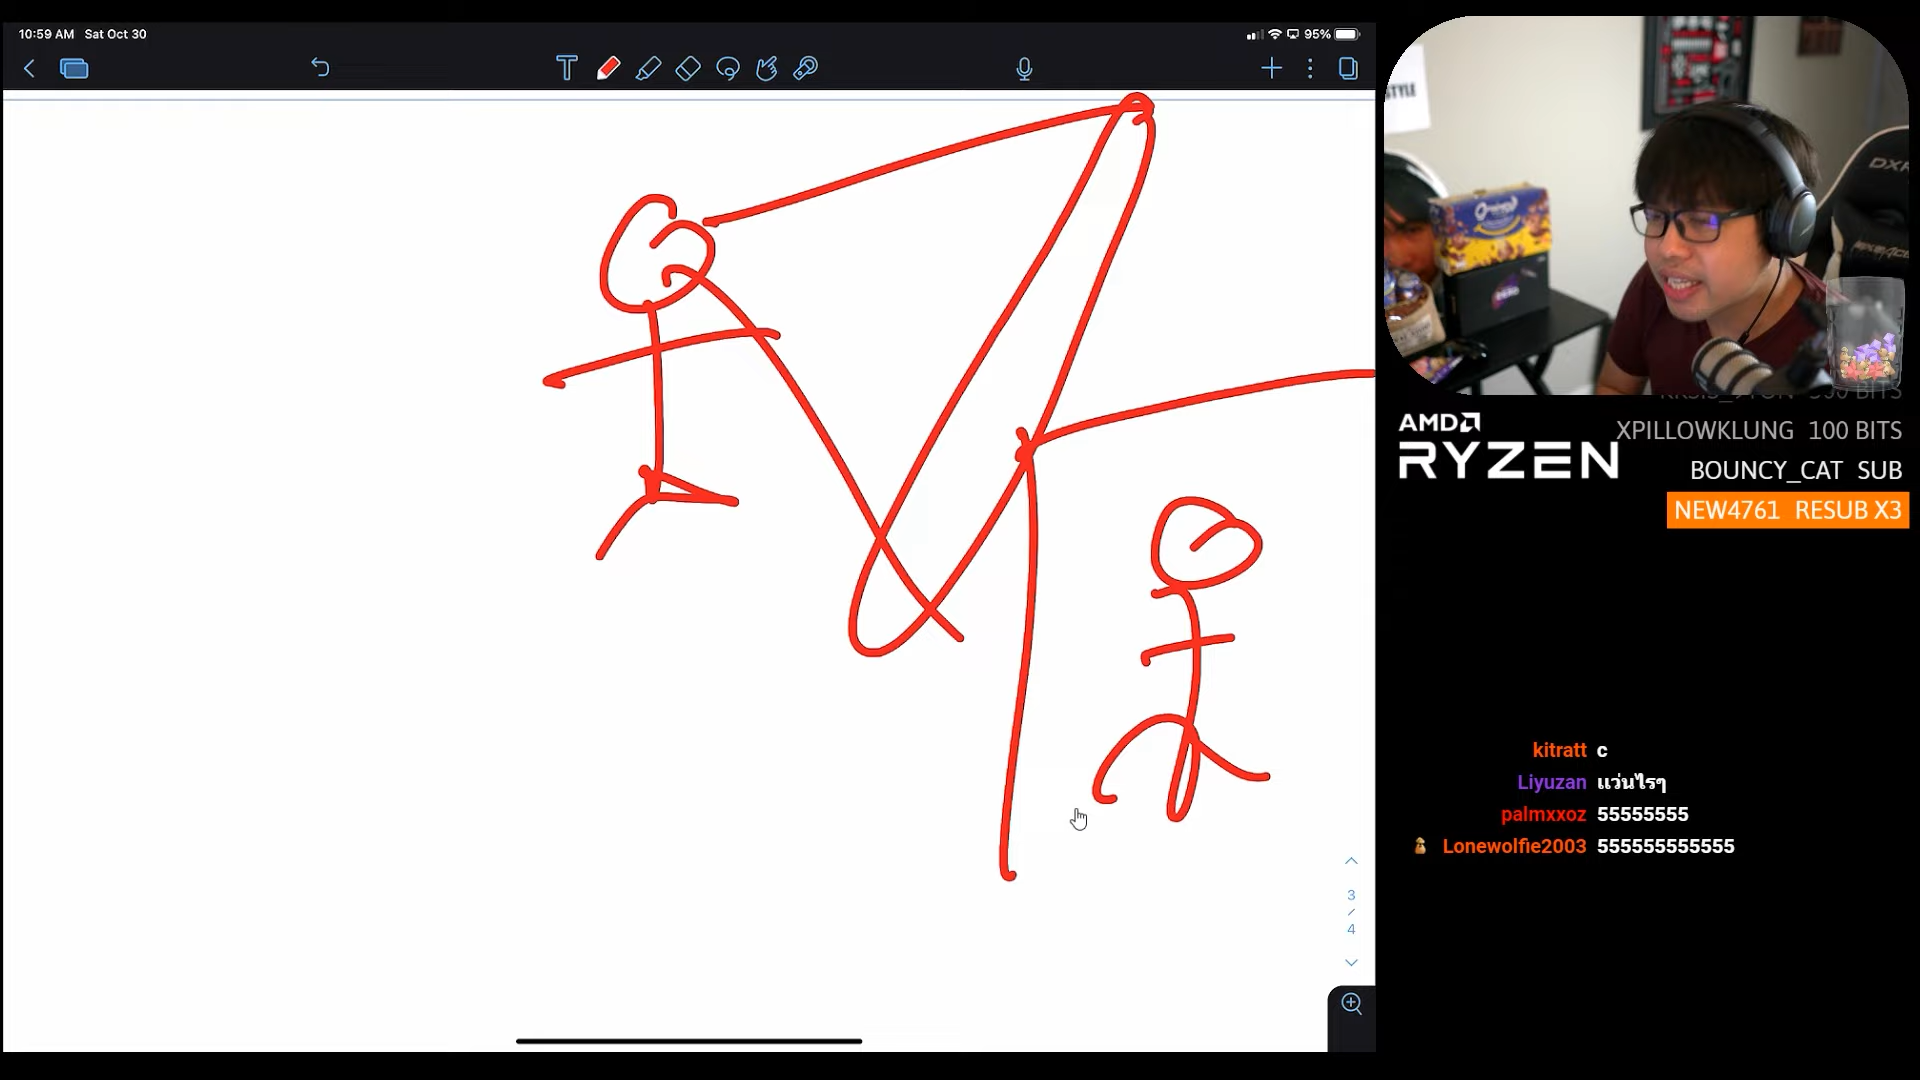 10:59 AM Sat Oct 30
95%
T
3
/
4
STYLE
AMD
RYZEN
XPILLOWKLUNG 100 BITS
BOUNCY_CAT SUB
NEW4761 RESUB X3
kitratt c
Liyuzan แว่นไรๆ
palmxxoz 55555555
Lonewolfie2003 555555555555